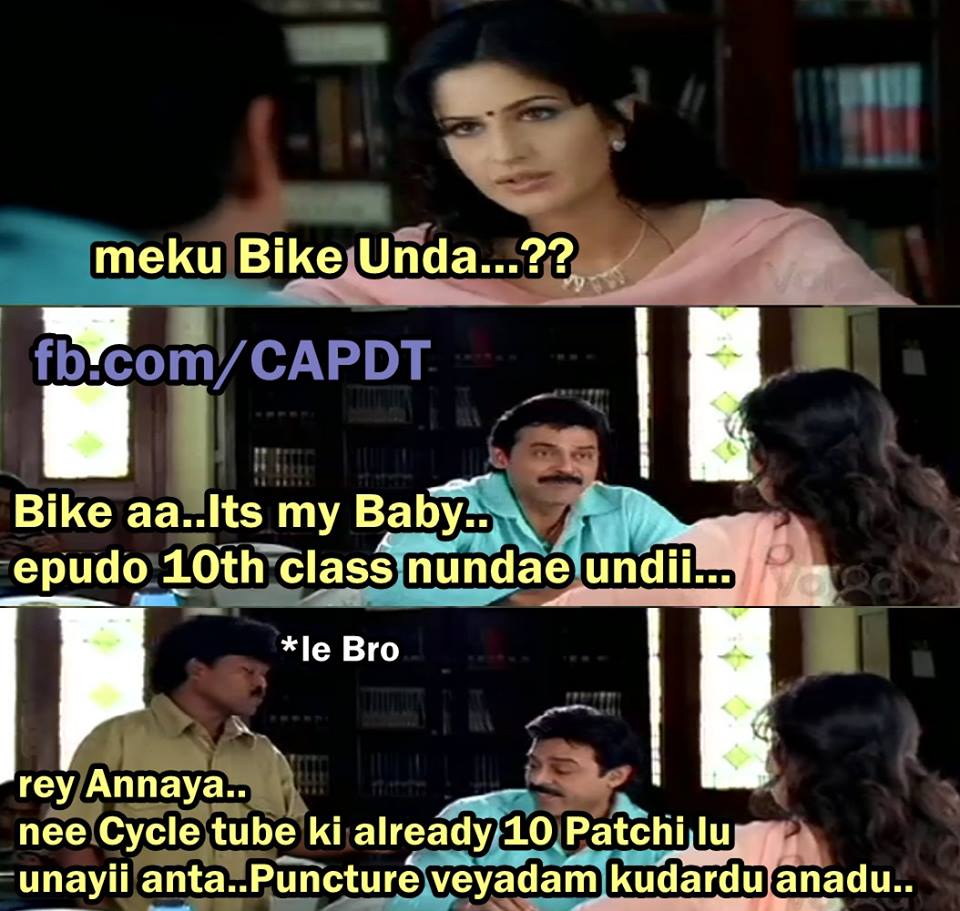 meku Bike Unda...??
fb.com/CAPDT
Bike aa..Its my Baby..
epudo 10th class nundae undii...
*le Bro
rey Annaya..
nee Cycle tube ki already 10 Patchi lu
unayii anta..Puncture veyadam kudardu anadu..